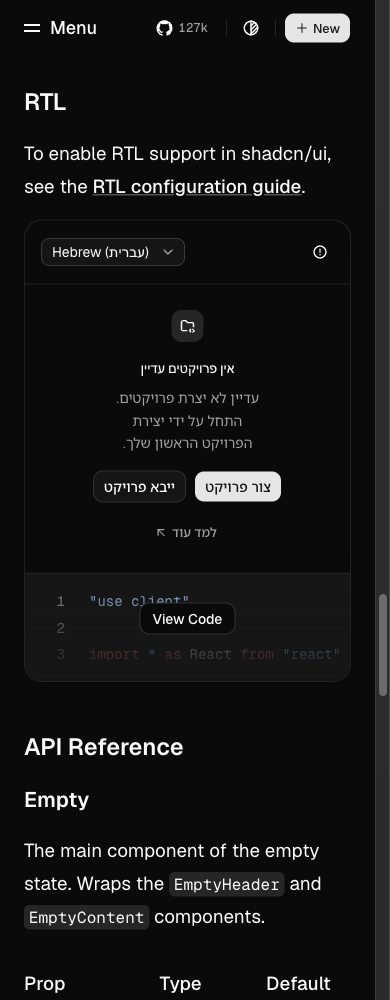 Menu
127k
+ New
RTL
To enable RTL support in shadcn/ui,
see the RTL configuration guide.
Hebrew (עברית)
אין פרויקטים עדיין
עדיין לא יצרת פרויקטים.
התחל על ידי יצירת
הפרויקט הראשון שלך.
צור פרויקט
ייבא פרויקט
למד עוד
1 "use client"
View Code
2
3 import * as React from "react"
API Reference
Empty
The main component of the empty
state. Wraps the EmptyHeader and
EmptyContent components.
Prop Type Default